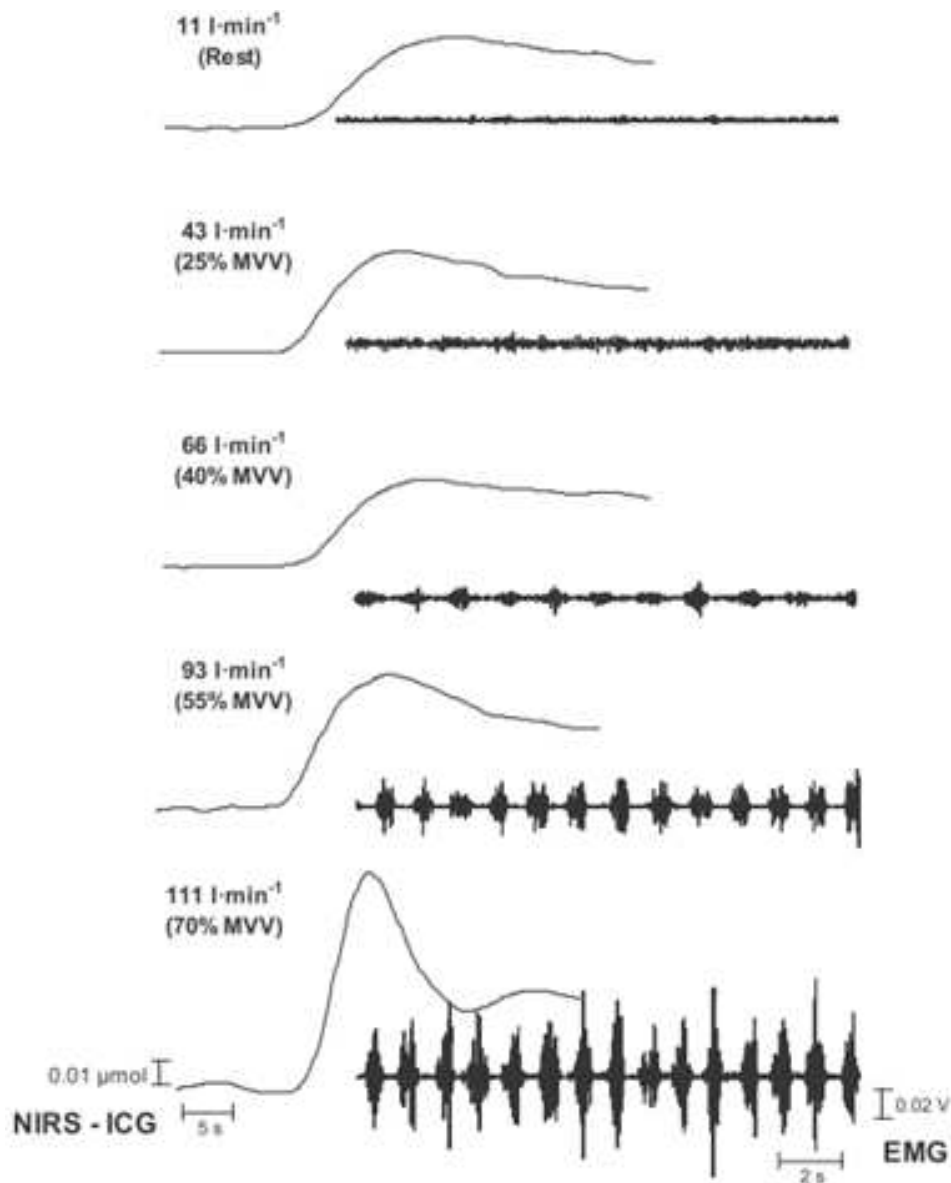 11 l·min⁻¹
(Rest)
43 l·min⁻¹
(25% MVV)
66 l·min⁻¹
(40% MVV)
93 l·min⁻¹
(55% MVV)
111 l·min⁻¹
(70% MVV)
0.01 µmol
5 s
NIRS - ICG
0.02 V
EMG
2 s